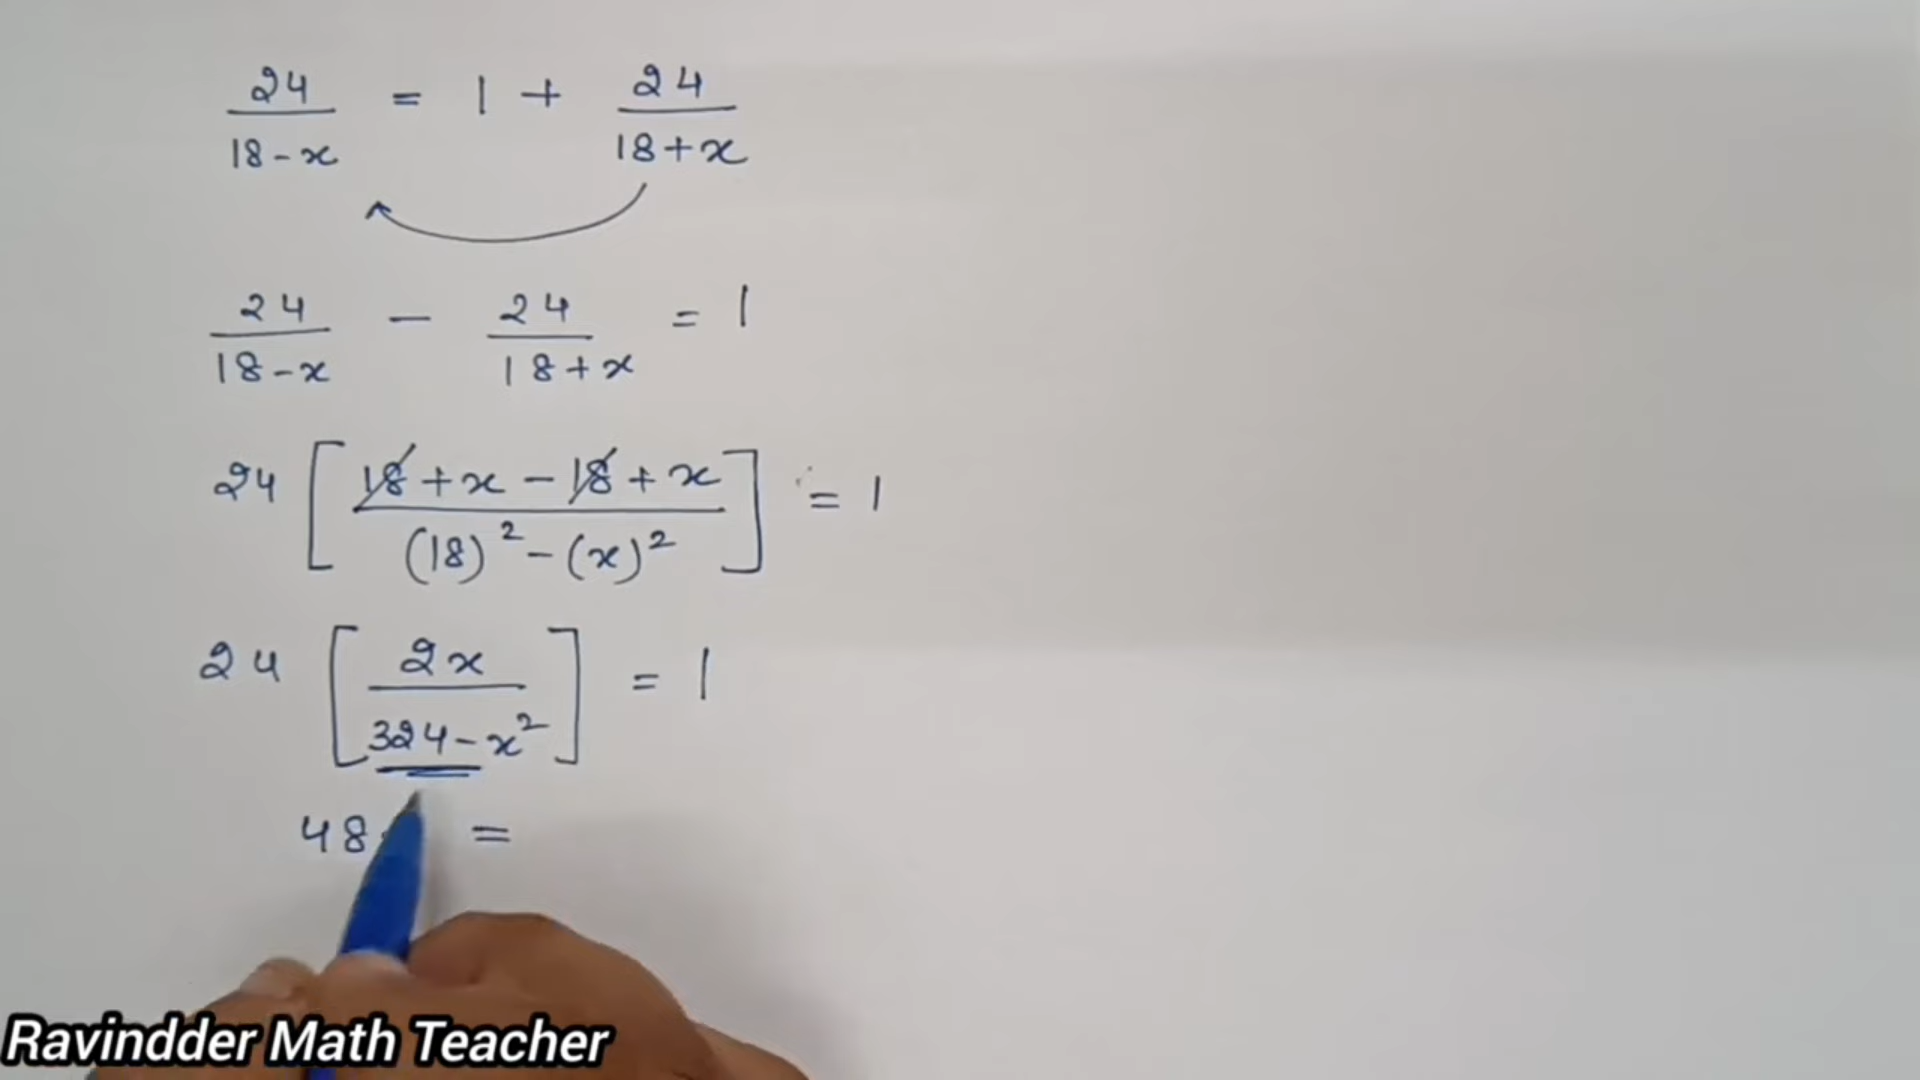 24/(18-x) = 1 + 24/(18+x)
24/(18-x) - 24/(18+x) = 1
24 [ (18+x-18+x)/((18)²-(x)²) ] = 1
24 [ 2x/(324-x²) ] = 1
48 =
Ravindder Math Teacher